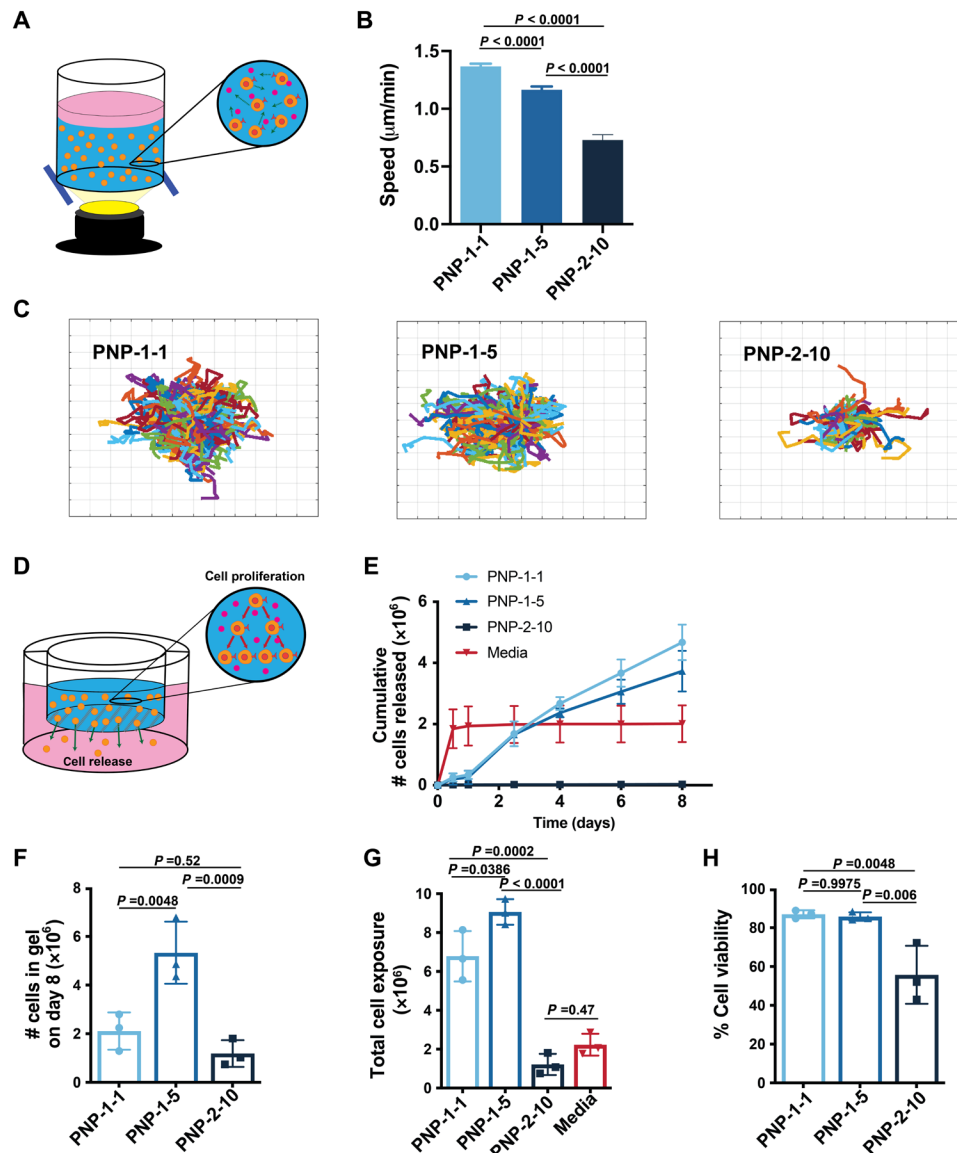 A
B
P < 0.0001
P < 0.0001
P < 0.0001
Speed (μm/min)
1.5
1.0
0.5
0.0
PNP-1-1
PNP-1-5
PNP-2-10
C
PNP-1-1
PNP-1-5
PNP-2-10
D
Cell proliferation
Cell release
E
PNP-1-1
PNP-1-5
PNP-2-10
Media
Cumulative
# cells released (×10⁶)
6
4
2
0
0
2
4
6
8
Time (days)
F
P =0.52
P =0.0009
P =0.0048
# cells in gel
on day 8 (×10⁶)
8
6
4
2
0
PNP-1-1
PNP-1-5
PNP-2-10
G
P =0.0002
P =0.0386
P < 0.0001
P =0.47
Total cell exposure
(×10⁶)
10
8
6
4
2
0
PNP-1-1
PNP-1-5
PNP-2-10
Media
H
P =0.0048
P =0.9975
P =0.006
% Cell viability
100
80
60
40
20
0
PNP-1-1
PNP-1-5
PNP-2-10